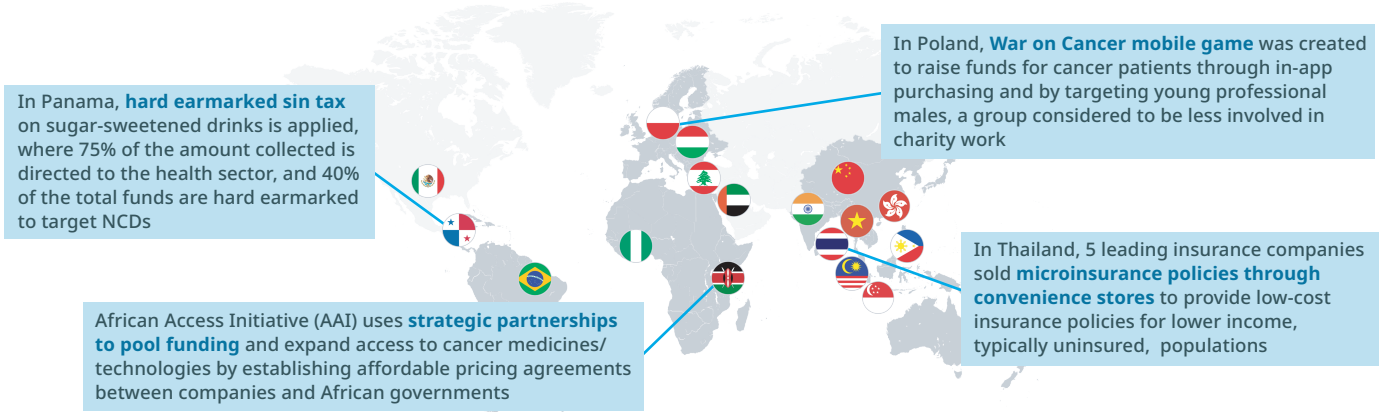 In Panama, hard earmarked sin tax
on sugar-sweetened drinks is applied,
where 75% of the amount collected is
directed to the health sector, and 40%
of the total funds are hard earmarked
to target NCDs
In Poland, War on Cancer mobile game was created
to raise funds for cancer patients through in-app
purchasing and by targeting young professional
males, a group considered to be less involved in
charity work
African Access Initiative (AAI) uses strategic partnerships
to pool funding and expand access to cancer medicines/
technologies by establishing affordable pricing agreements
between companies and African governments
In Thailand, 5 leading insurance companies
sold microinsurance policies through
convenience stores to provide low-cost
insurance policies for lower income,
typically uninsured, populations